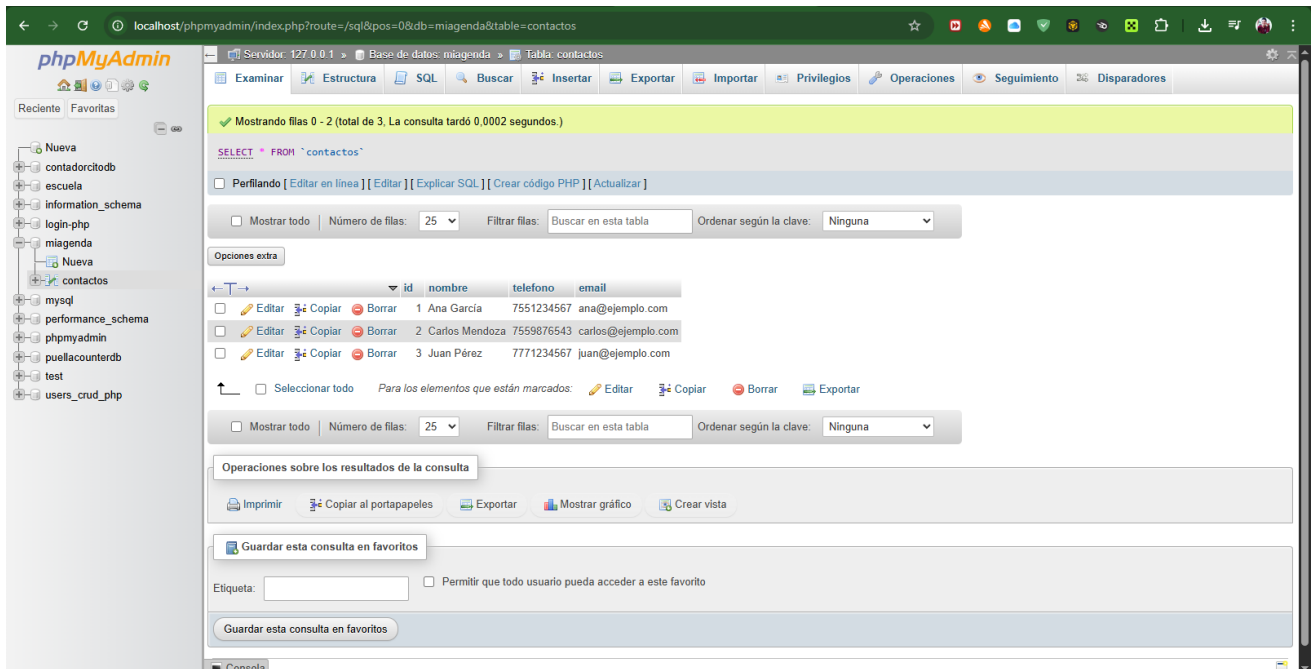 localhost/phpmyadmin/index.php?route=/sql&pos=0&db=miagenda&table=contactos
phpMyAdmin
Reciente Favoritas
Nueva
contadorcitodb
escuela
information_schema
login-php
miagenda
Nueva
contactos
mysql
performance_schema
phpmyadmin
puellacounterdb
test
users_crud_php
Servidor: 127.0.0.1 » Base de datos: miagenda » Tabla: contactos
Examinar Estructura SQL Buscar Insertar Exportar Importar Privilegios Operaciones Seguimiento Disparadores
Mostrando filas 0 - 2 (total de 3, La consulta tardó 0,0002 segundos.)
SELECT * FROM `contactos`
Perfilando [ Editar en línea ] [ Editar ] [ Explicar SQL ] [ Crear código PHP ] [ Actualizar ]
Mostrar todo | Número de filas: 25 Filtrar filas: Buscar en esta tabla Ordenar según la clave: Ninguna
Opciones extra
←T→ id nombre telefono email
Editar Copiar Borrar 1 Ana García 7551234567 ana@ejemplo.com
Editar Copiar Borrar 2 Carlos Mendoza 7559876543 carlos@ejemplo.com
Editar Copiar Borrar 3 Juan Pérez 7771234567 juan@ejemplo.com
Seleccionar todo Para los elementos que están marcados: Editar Copiar Borrar Exportar
Mostrar todo | Número de filas: 25 Filtrar filas: Buscar en esta tabla Ordenar según la clave: Ninguna
Operaciones sobre los resultados de la consulta
Imprimir Copiar al portapapeles Exportar Mostrar gráfico Crear vista
Guardar esta consulta en favoritos
Etiqueta: Permitir que todo usuario pueda acceder a este favorito
Guardar esta consulta en favoritos
Consola